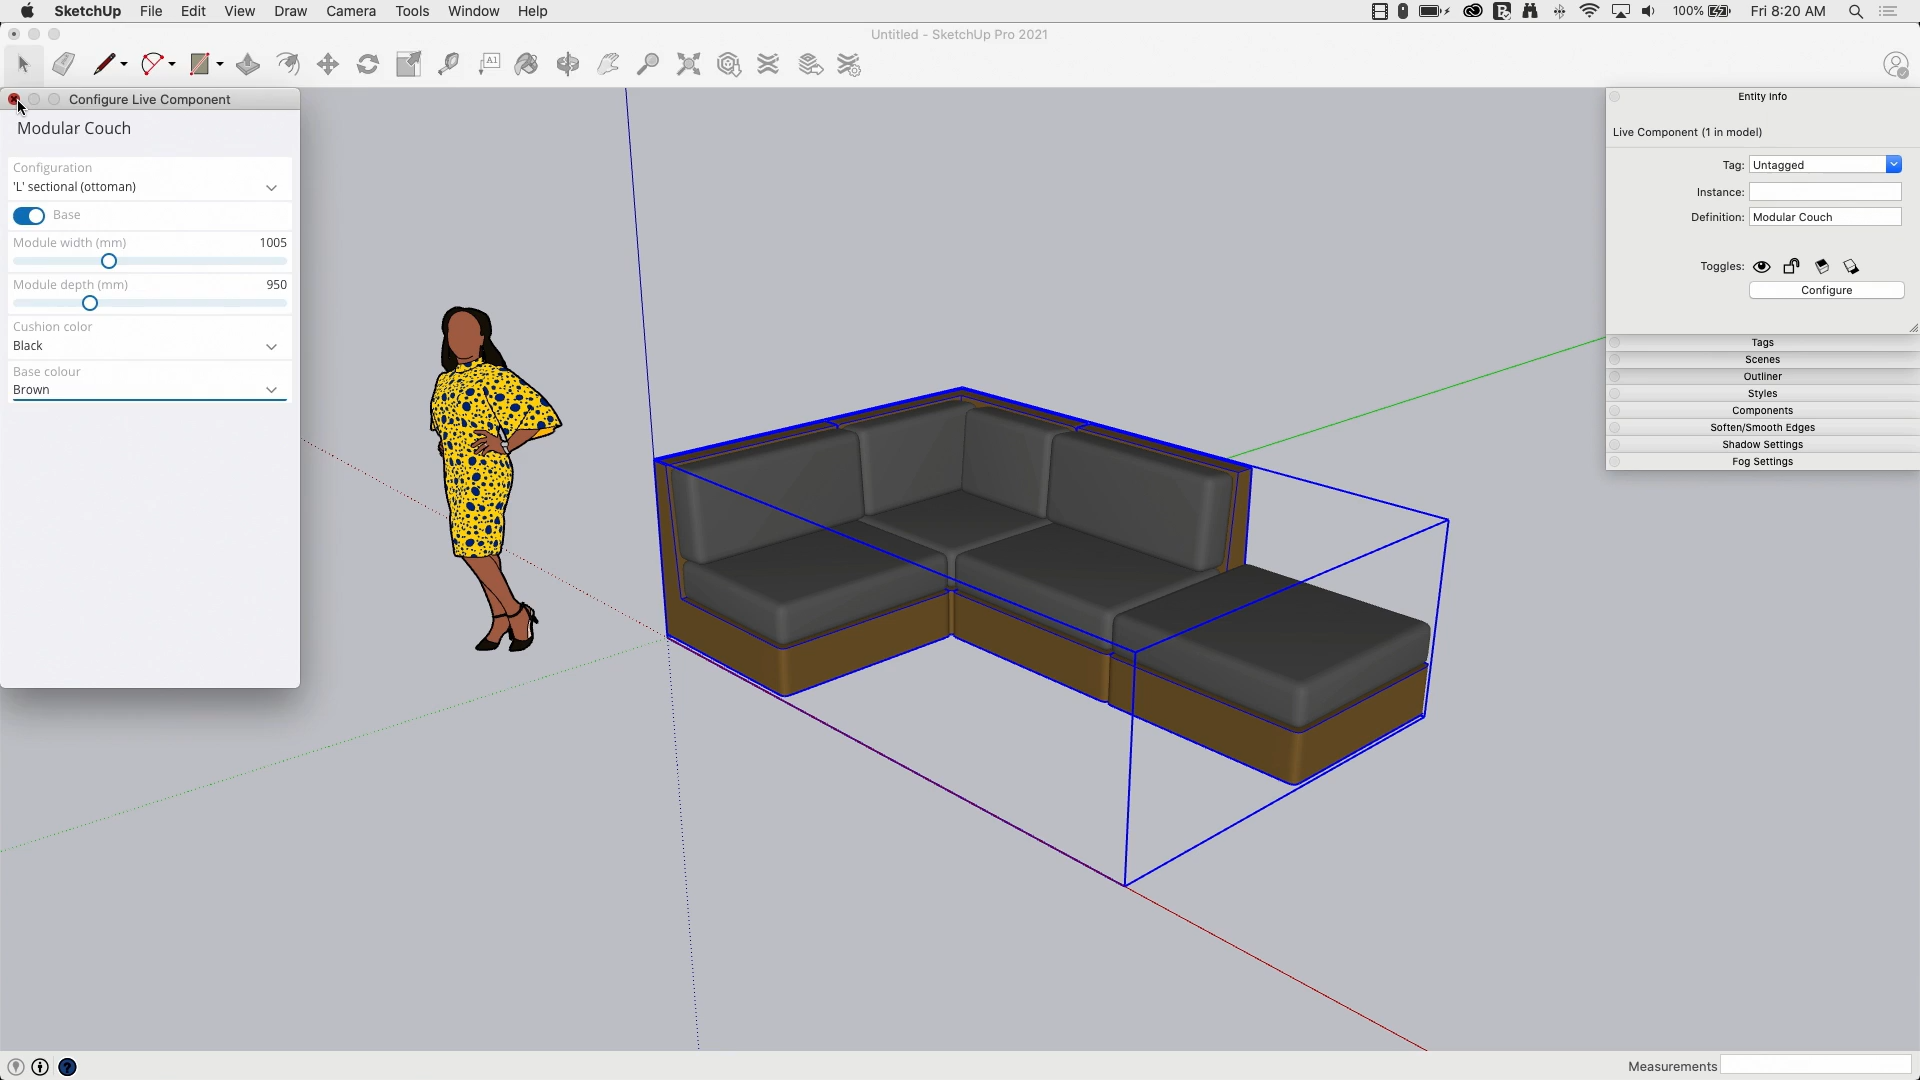 SketchUp File Edit View Draw Camera Tools Window Help 100% Fri 8:20 AM
Untitled - SketchUp Pro 2021
A1
Configure Live Component
Modular Couch
Configuration
'L' sectional (ottoman)
Base
Module width (mm) 1005
Module depth (mm) 950
Cushion color
Black
Base colour
Brown
Entity Info
Live Component (1 in model)
Tag: Untagged
Instance:
Definition: Modular Couch
Toggles:
Configure
Tags
Scenes
Outliner
Styles
Components
Soften/Smooth Edges
Shadow Settings
Fog Settings
Measurements